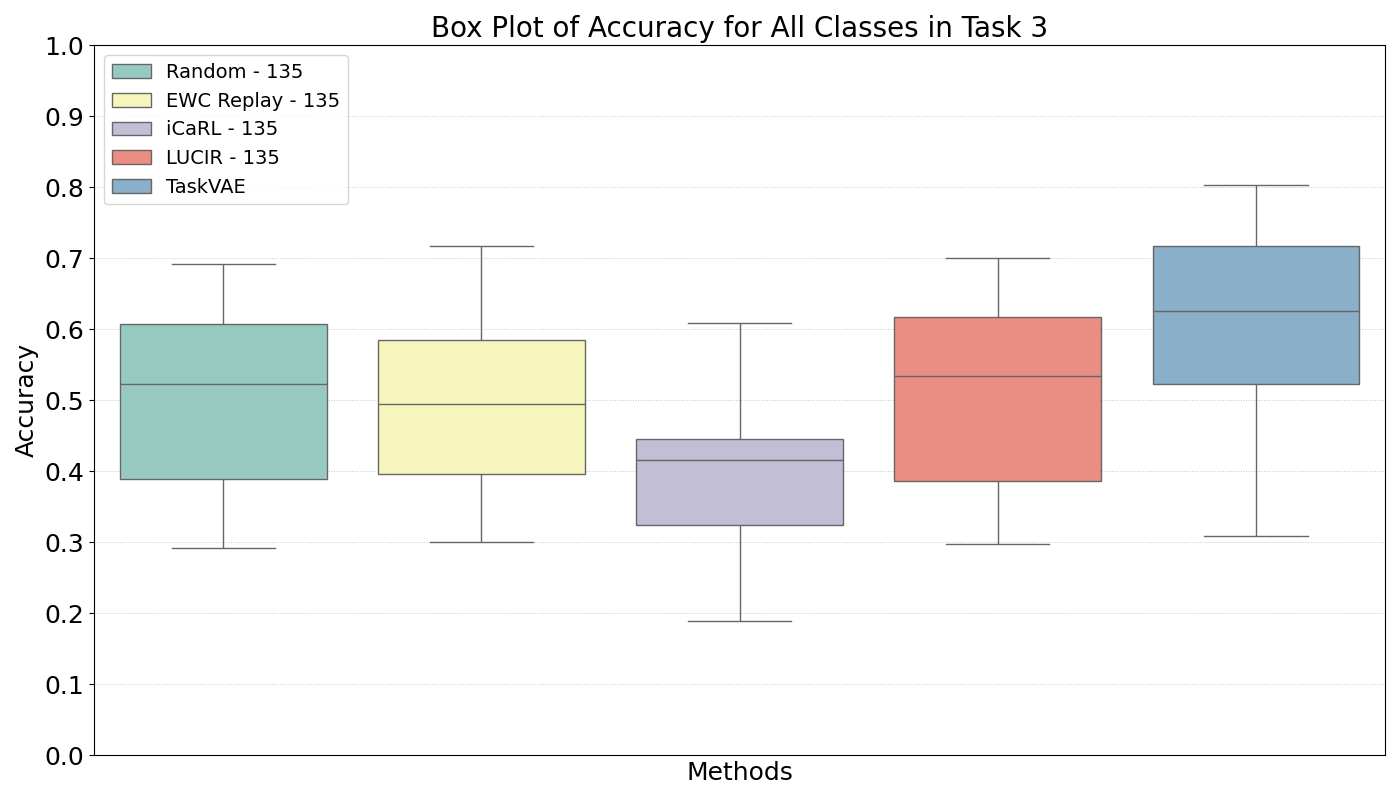 Box Plot of Accuracy for All Classes in Task 3
1.0
0.9
0.8
0.7
0.6
0.5
0.4
0.3
0.2
0.1
0.0
Accuracy
Random - 135
EWC Replay - 135
iCaRL - 135
LUCIR - 135
TaskVAE
Methods